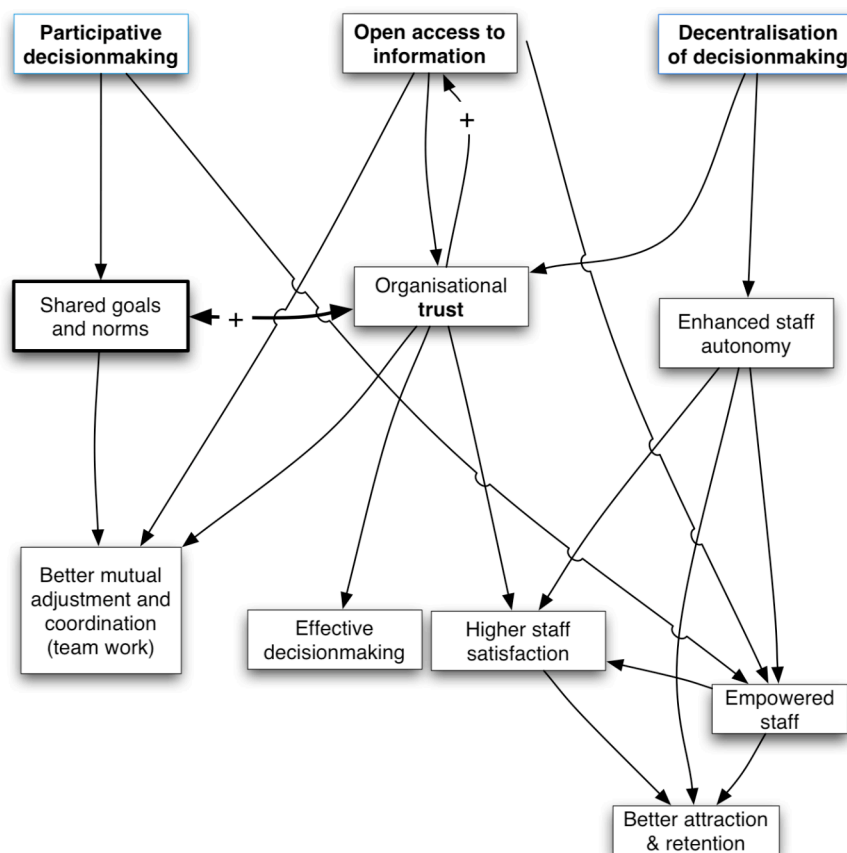 Participative
decisionmaking
Open access to
information
Decentralisation
of decisionmaking
+
Shared goals
and norms
+
Organisational
trust
Enhanced staff
autonomy
Better mutual
adjustment and
coordination
(team work)
Effective
decisionmaking
Higher staff
satisfaction
Empowered
staff
Better attraction
& retention